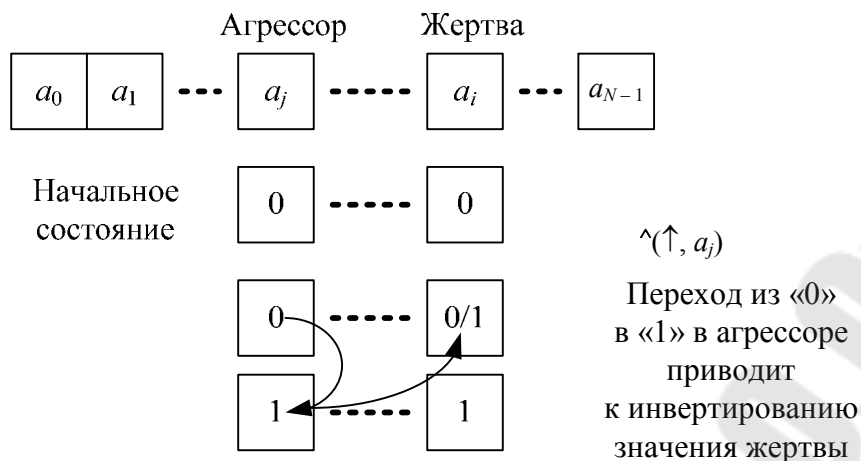 Агрессор Жертва
a0 a1 aj ai aN – 1
Начальное 0 0
состояние
^(↑, aj)
Переход из «0»
0 0/1
в «1» в агрессоре
приводит
1 1
к инвертированию
значения жертвы